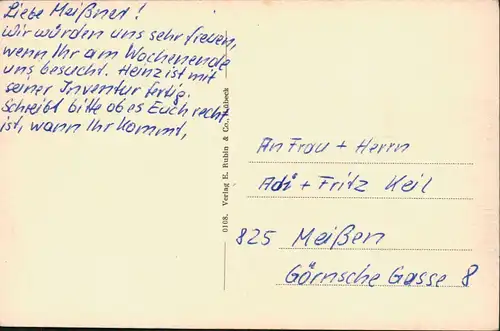 Liebe Meißner!
Wir würden uns sehr freuen,
wenn Ihr am Wochenende
uns besucht. Heinz ist mit
seiner Inventur fertig.
Schreibt bitte ob es Euch recht
ist, wann Ihr kommt,
0168. Verlag E. Rubin & Co.
An Frau + Herrn
Adi + Fritz Keil
825 Meißen
Görnsche Gasse 8